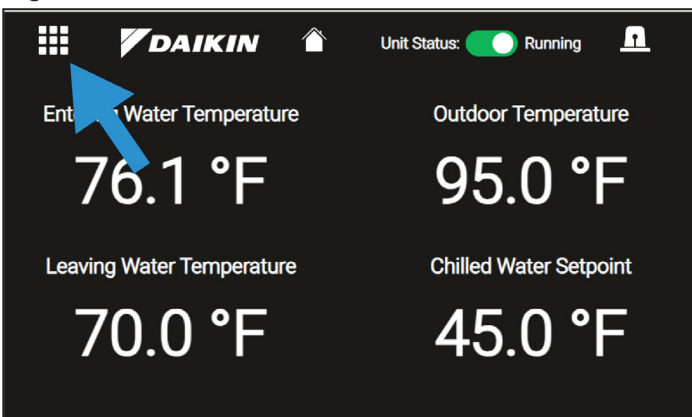 DAIKIN Unit Status: Running
Entering Water Temperature Outdoor Temperature
76.1 °F 95.0 °F
Leaving Water Temperature Chilled Water Setpoint
70.0 °F 45.0 °F